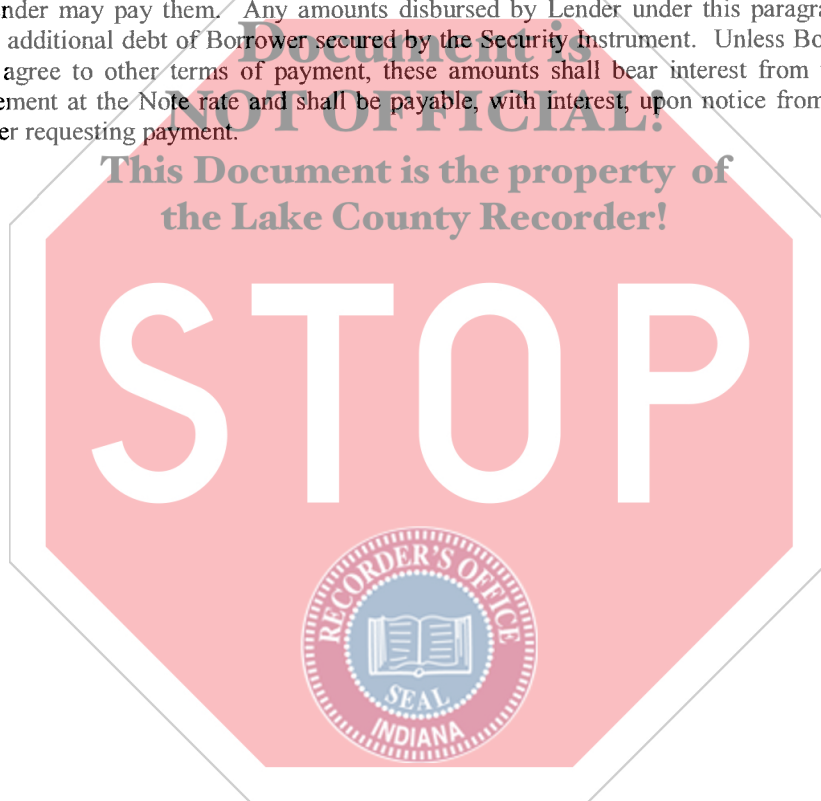 nder may pay them. Any amounts disbursed by Lender under this paragra
additional debt of Borrower secured by the Security Instrument. Unless Bo
agree to other terms of payment, these amounts shall bear interest from
ement at the Note rate and shall be payable, with interest, upon notice from
er requesting payment.
Document is
NOT OFFICIAL!
This Document is the property of
the Lake County Recorder!
STOP
RECORDER'S OFFICE
SEAL
INDIANA